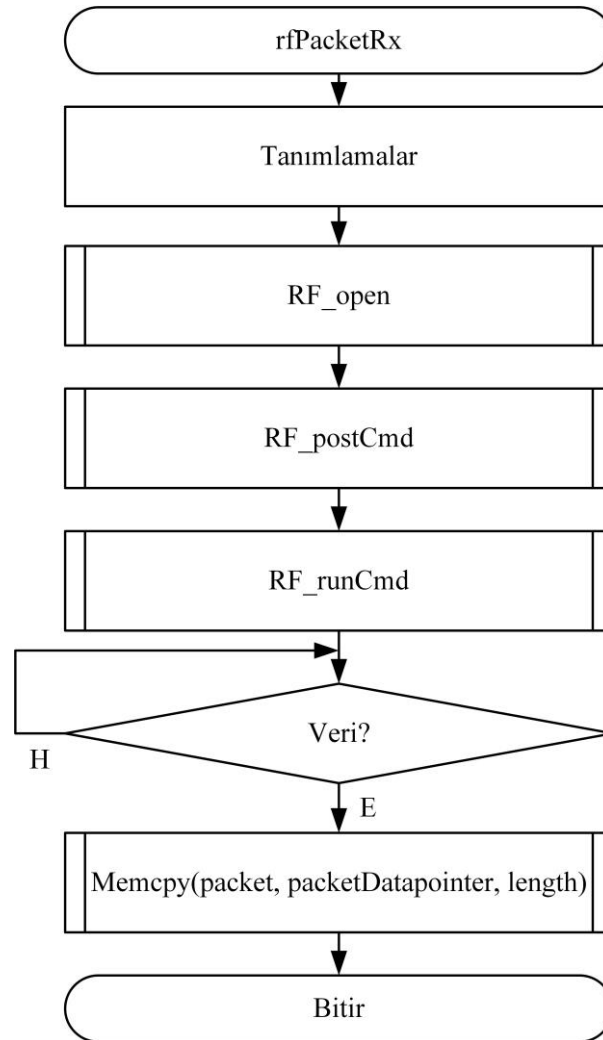 rfPacketRx
Tanımlamalar
RF_open
RF_postCmd
RF_runCmd
Veri?
H
E
Memcpy(packet, packetDatapointer, length)
Bitir